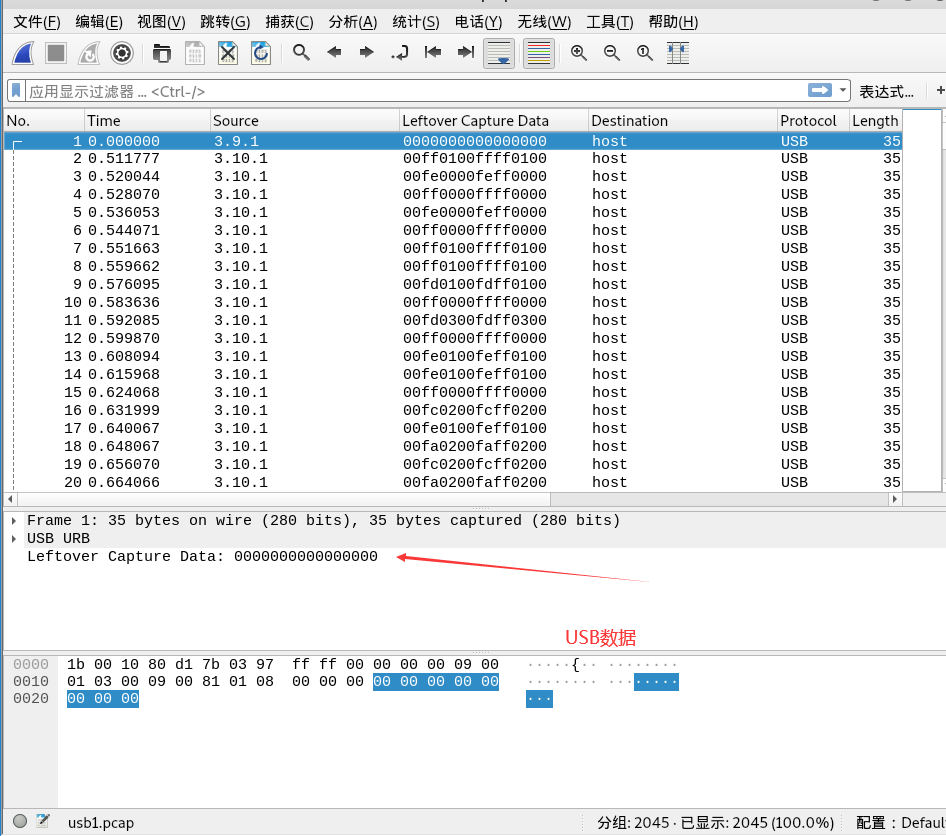 文件(F) 编辑(E) 视图(V) 跳转(G) 捕获(C) 分析(A) 统计(S) 电话(Y) 无线(W) 工具(T) 帮助(H)
应用显示过滤器 … <Ctrl-/> 表达式… +
No. Time Source Leftover Capture Data Destination Protocol Length
1 0.000000 3.9.1 0000000000000000 host USB 35
2 0.511777 3.10.1 00ff0100ffff0100 host USB 35
3 0.520044 3.10.1 00fe0000feff0000 host USB 35
4 0.528070 3.10.1 00ff0000ffff0000 host USB 35
5 0.536053 3.10.1 00fe0000feff0000 host USB 35
6 0.544071 3.10.1 00ff0000ffff0000 host USB 35
7 0.551663 3.10.1 00ff0100ffff0100 host USB 35
8 0.559662 3.10.1 00ff0100ffff0100 host USB 35
9 0.576095 3.10.1 00fd0100fdff0100 host USB 35
10 0.583636 3.10.1 00ff0000ffff0000 host USB 35
11 0.592085 3.10.1 00fd0300fdff0300 host USB 35
12 0.599870 3.10.1 00ff0000ffff0000 host USB 35
13 0.608094 3.10.1 00fe0100feff0100 host USB 35
14 0.615968 3.10.1 00fe0100feff0100 host USB 35
15 0.624068 3.10.1 00ff0000ffff0000 host USB 35
16 0.631999 3.10.1 00fc0200fcff0200 host USB 35
17 0.640067 3.10.1 00fe0100feff0100 host USB 35
18 0.648067 3.10.1 00fa0200faff0200 host USB 35
19 0.656070 3.10.1 00fc0200fcff0200 host USB 35
20 0.664066 3.10.1 00fa0200faff0200 host USB 35
Frame 1: 35 bytes on wire (280 bits), 35 bytes captured (280 bits)
USB URB
Leftover Capture Data: 0000000000000000
USB数据
0000 1b 00 10 80 d1 7b 03 97 ff ff 00 00 00 00 09 00 ·····{·· ········
0010 01 03 00 09 00 81 01 08 00 00 00 00 00 00 00 00 ········ ········
0020 00 00 00 ···
usb1.pcap 分组: 2045 · 已显示: 2045 (100.0%) 配置：Defaul